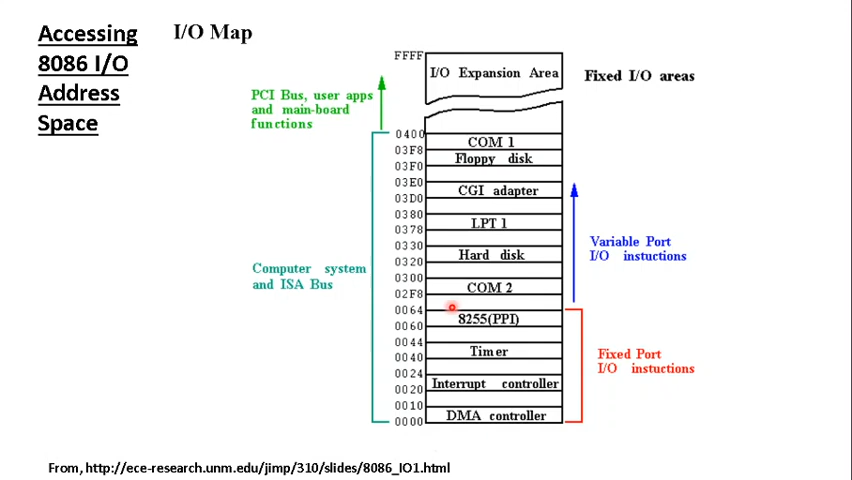 Accessing
8086 I/O
Address
Space
I/O Map
FFFF
I/O Expansion Area
Fixed I/O areas
PCI Bus, user apps
and main-board
functions
0400
COM 1
03F8
Floppy disk
03F0
03E0
CGI adapter
03D0
0380
LPT 1
0378
0330
Hard disk
0320
0300
COM 2
02F8
0064
8255(PPI)
0060
0044
Timer
0040
0024
Interrupt controller
0020
0010
DMA controller
0000
Computer system
and ISA Bus
Variable Port
I/O instuctions
Fixed Port
I/O instuctions
From, http://ece-research.unm.edu/jimp/310/slides/8086_IO1.html